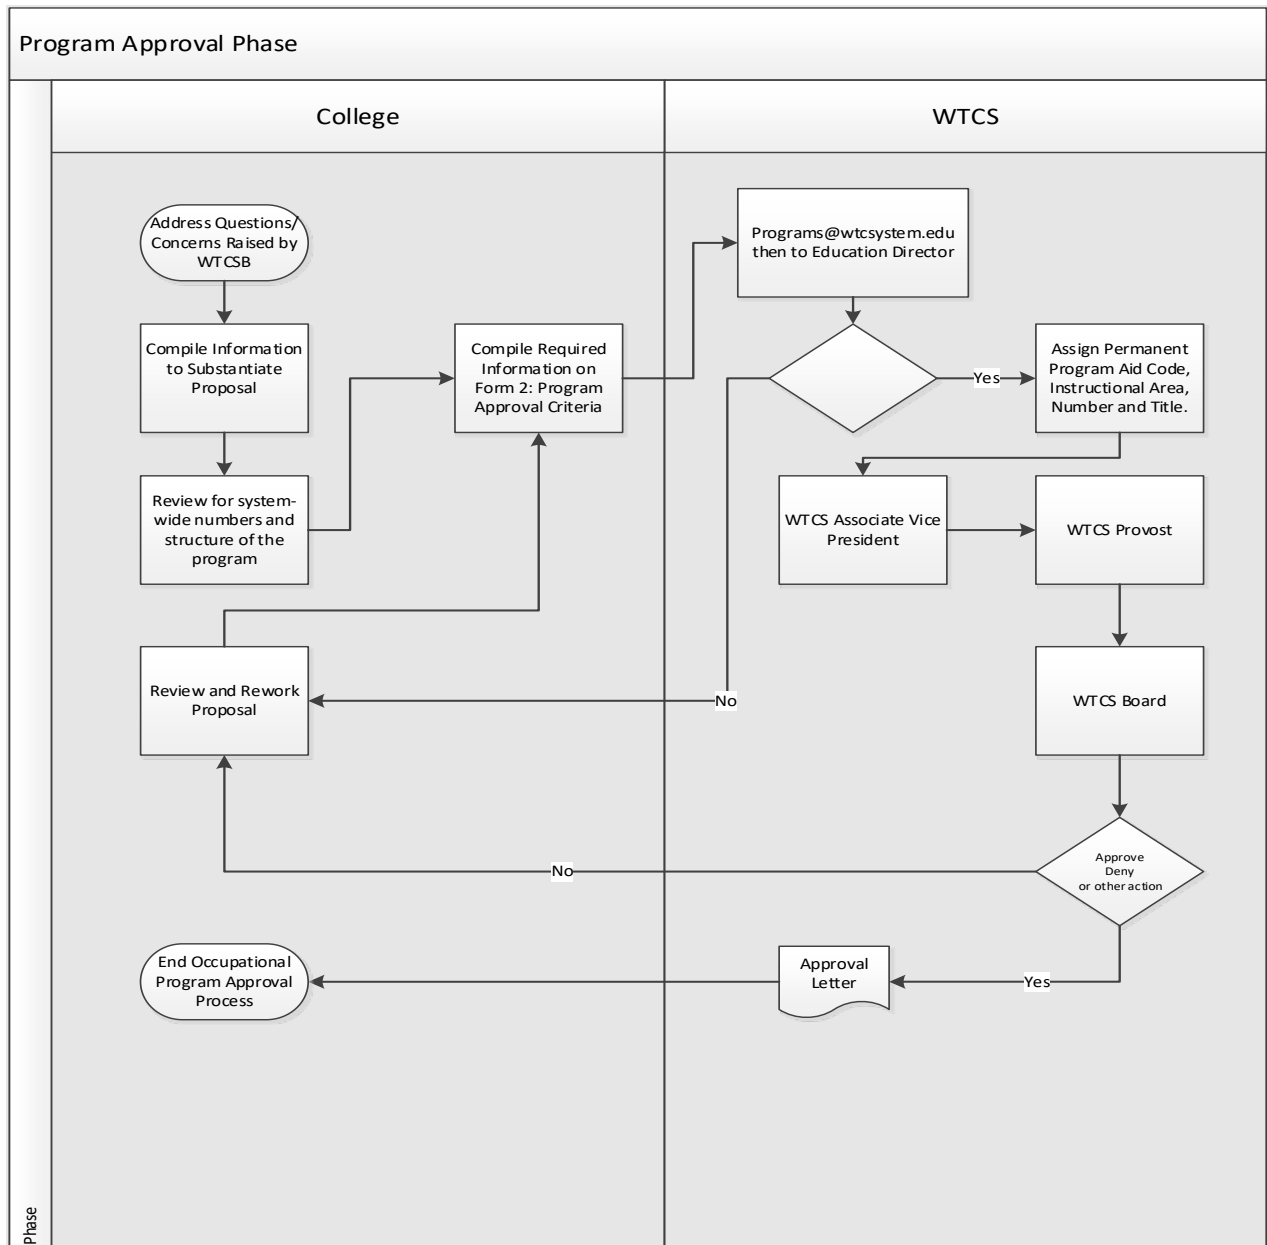 Program Approval Phase
College
WTCS
Address Questions/
Concerns Raised by
WTCSB
Compile Information
to Substantiate
Proposal
Review for system-
wide numbers and
structure of the
program
Compile Required
Information on
Form 2: Program
Approval Criteria
Programs@wtcsystem.edu
then to Education Director
Yes
Assign Permanent
Program Aid Code,
Instructional Area,
Number and Title.
WTCS Associate Vice
President
WTCS Provost
Review and Rework
Proposal
No
WTCS Board
No
Approve
Deny
or other action
End Occupational
Program Approval
Process
Approval
Letter
Yes
Phase